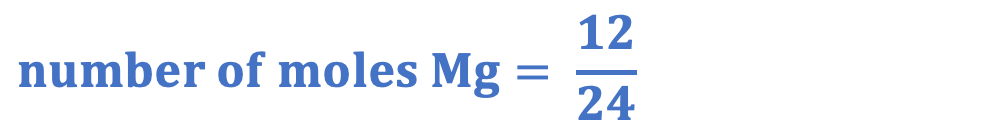 number of moles Mg = 12/24